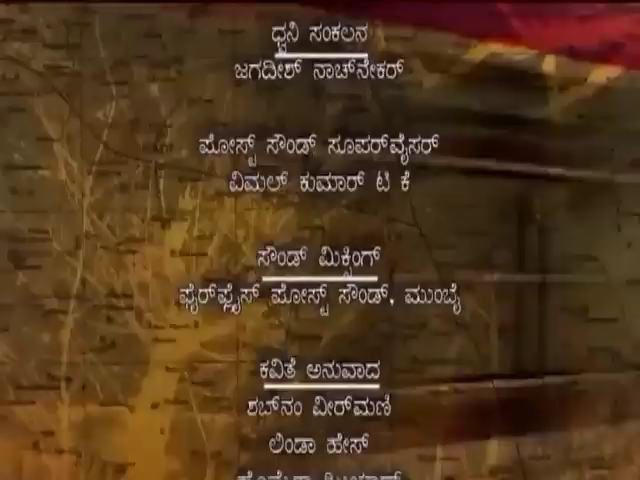 ಧ್ವನಿ ಸಂಕಲನ
ಜಗದೀಶ್ ನಾಚ್‌ನೇಕರ್
ಪೋಸ್ಟ್ ಸೌಂಡ್ ಸೂಪರ್‌ವೈಸರ್
ವಿಮಲ್ ಕುಮಾರ್ ಟಿ ಕೆ
ಸೌಂಡ್ ಮಿಕ್ಸಿಂಗ್
ಫೈರ್‌ಫ್ಲೈಸ್ ಪೋಸ್ಟ್ ಸೌಂಡ್, ಮುಂಬೈ
ಕವಿತೆ ಅನುವಾದ
ಶಬ್‌ನಂ ವೀರ್‌ಮಣಿ
ಲಿಂಡಾ ಹೇಸ್